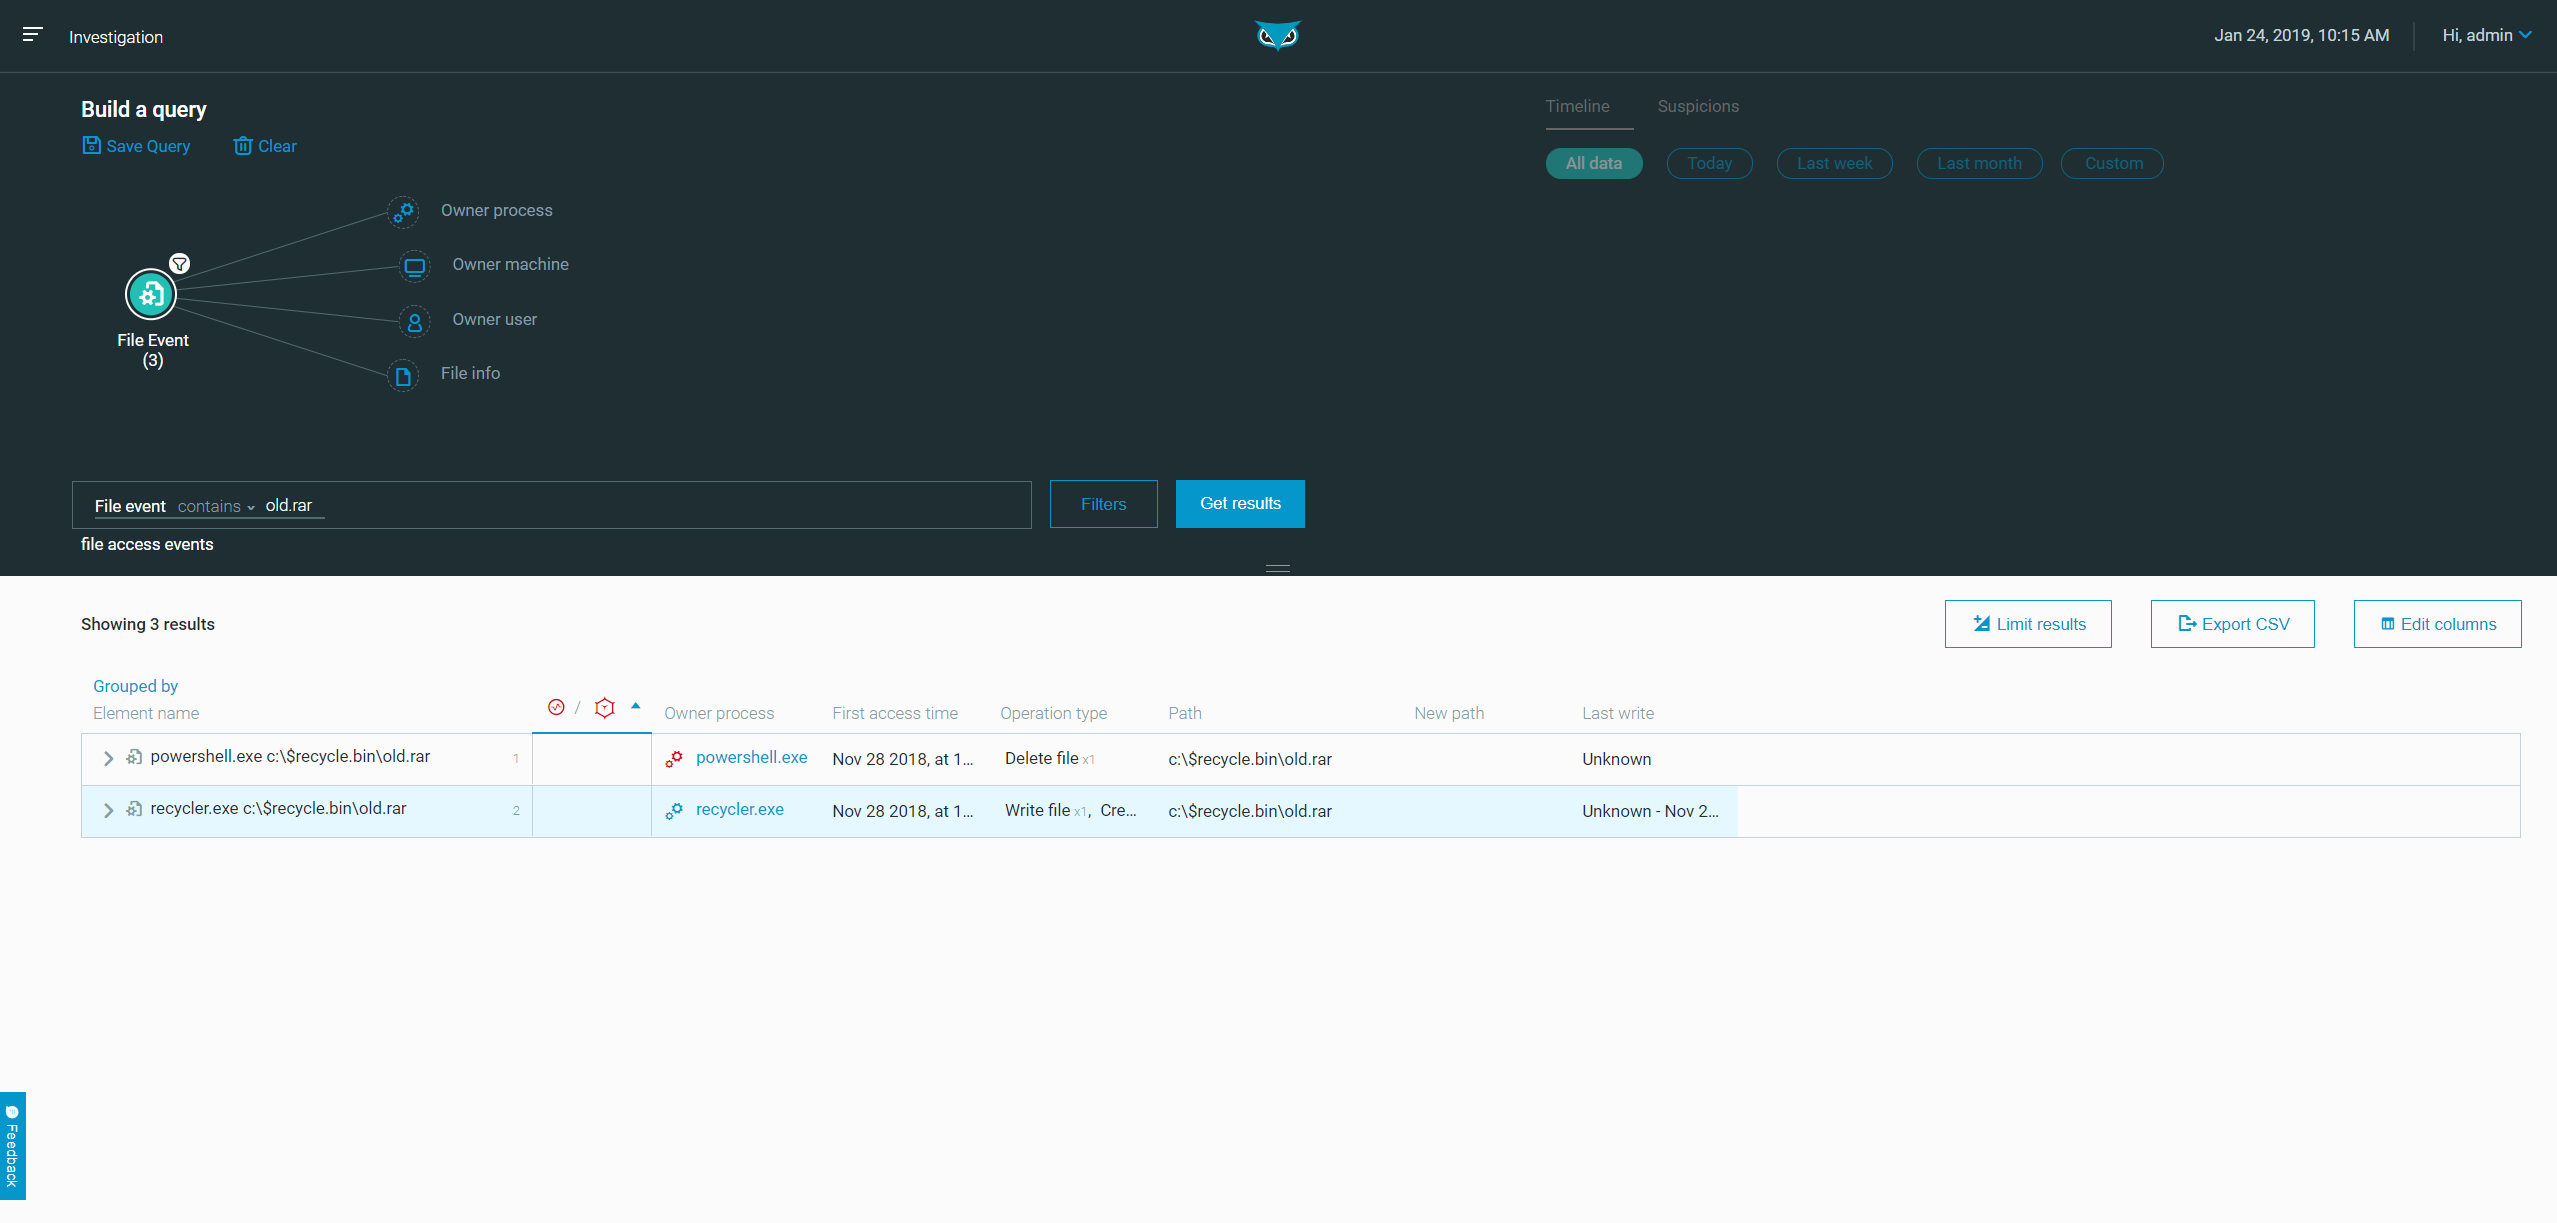 Investigation
Jan 24, 2019, 10:15 AM
Hi, admin
Build a query
Save Query
Clear
Timeline
Suspicions
All data
Today
Last week
Last month
Custom
Owner process
Owner machine
Owner user
File info
File Event
(3)
File event contains old.rar
Filters
Get results
file access events
Showing 3 results
Limit results
Export CSV
Edit columns
Grouped by
Element name
/
Owner process
First access time
Operation type
Path
New path
Last write
powershell.exe c:\$recycle.bin\old.rar 1 powershell.exe Nov 28 2018, at 1... Delete file x1 c:\$recycle.bin\old.rar Unknown
recycler.exe c:\$recycle.bin\old.rar 2 recycler.exe Nov 28 2018, at 1... Write file x1, Cre... c:\$recycle.bin\old.rar Unknown - Nov 2...
Feedback